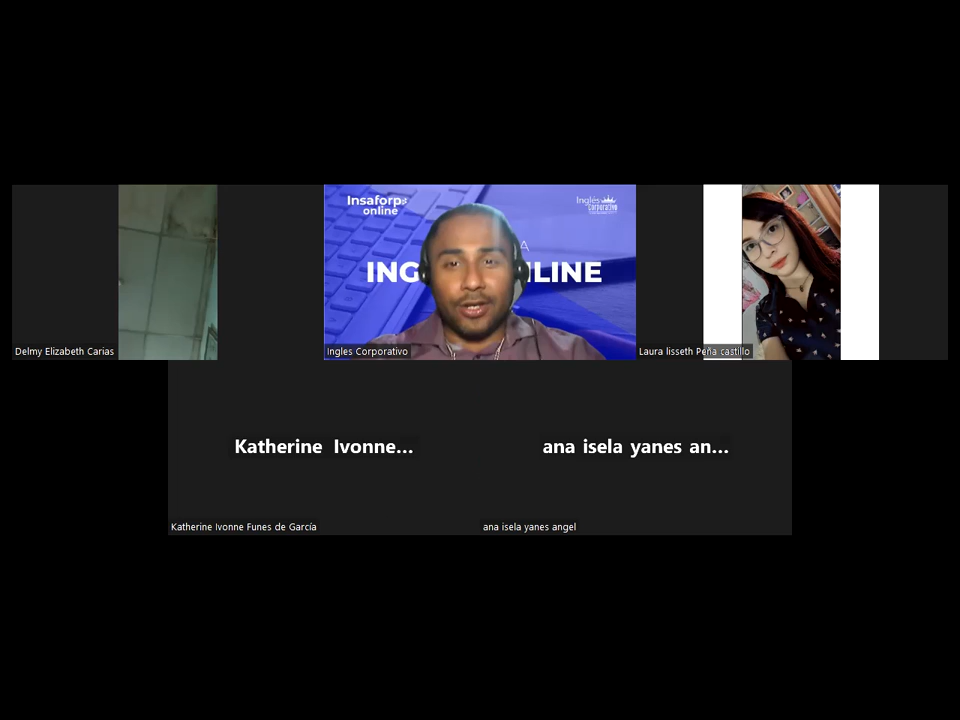 Insaforp
online
Inglés
corporativo
A
ING LINE
Delmy Elizabeth Carias
Ingles Corporativo
Laura lisseth Peña castillo
Katherine Ivonne...
ana isela yanes an...
Katherine Ivonne Funes de García
ana isela yanes angel